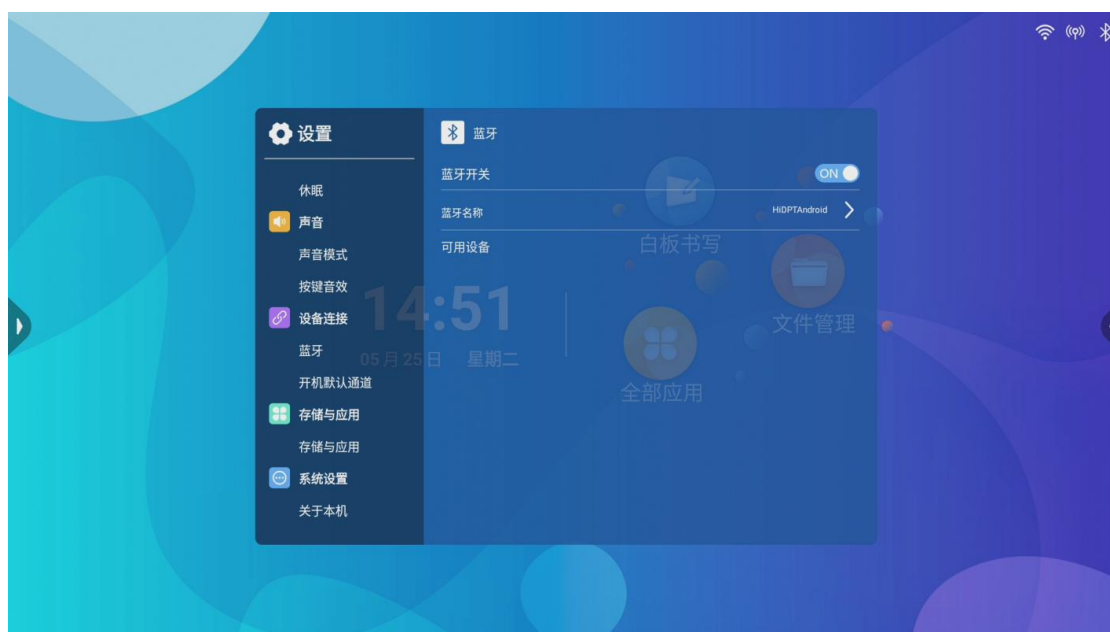 设置
休眠
声音
声音模式
按键音效
设备连接
蓝牙
开机默认通道
存储与应用
存储与应用
系统设置
关于本机
蓝牙
蓝牙开关
ON
蓝牙名称
HiDPTAndroid
可用设备
白板书写
文件管理
全部应用
14:51
05月25日 星期二